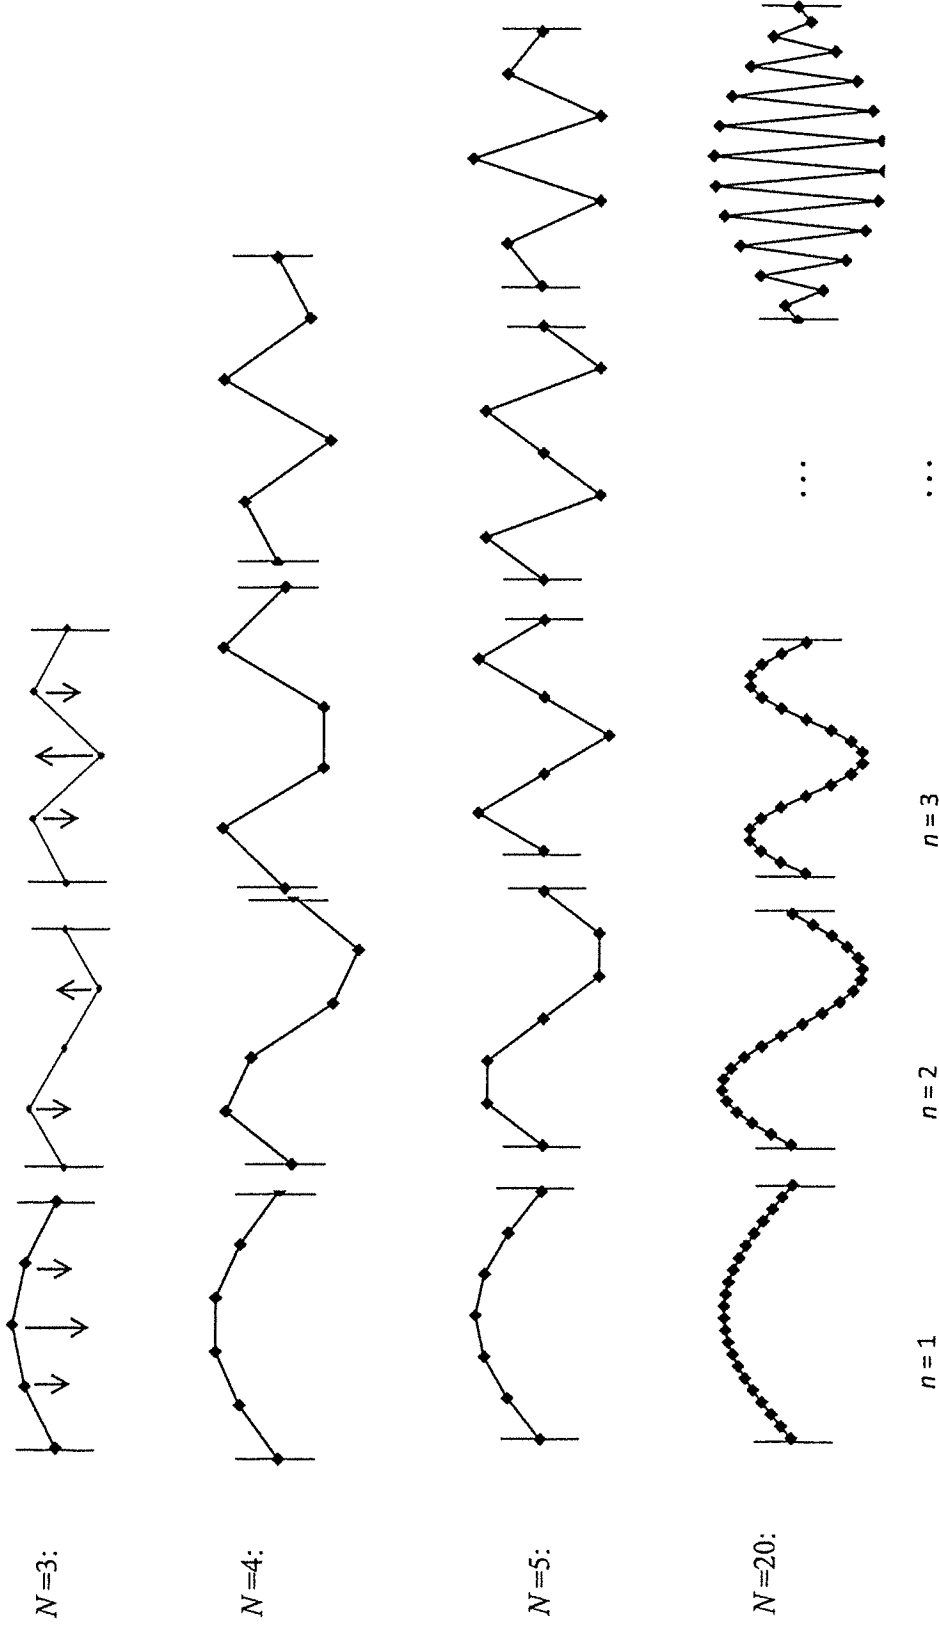 N=3:
N=4:
N=5:
N=20:
...
n = 1
n = 2
n = 3
...